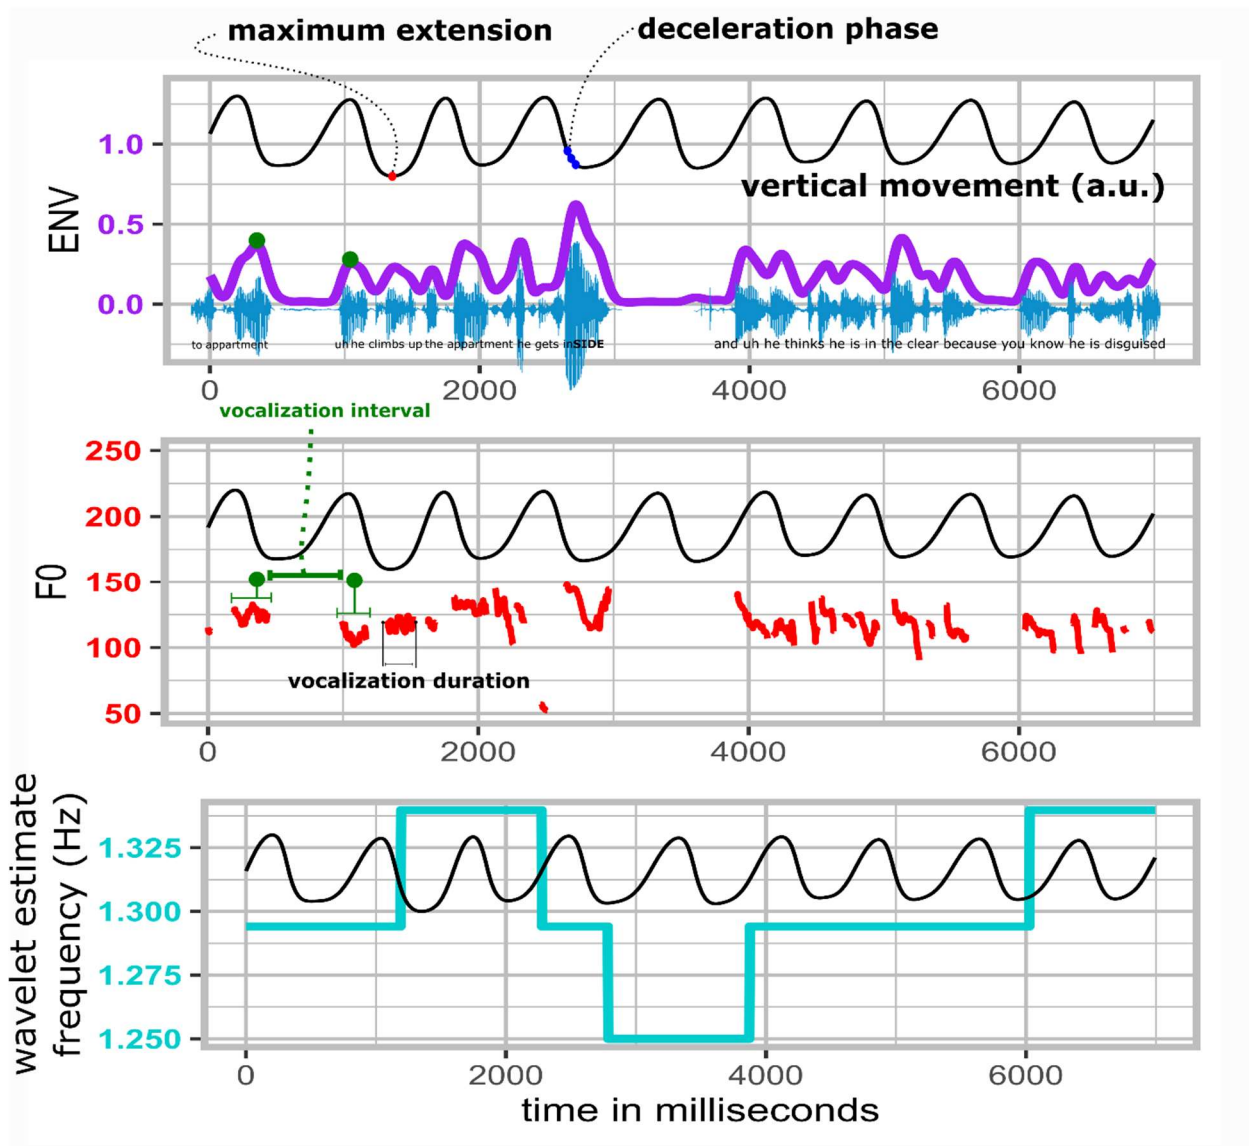 maximum extension
deceleration phase
1.0
0.5
0.0
ENV
vertical movement (a.u.)
to appartment
uh he climbs up the appartment he gets inSIDE
and uh he thinks he is in the clear because you know he is disguised
0 2000 4000 6000
vocalization interval
250
200
150
100
50
F0
vocalization duration
0 2000 4000 6000
wavelet estimate
frequency (Hz)
1.325
1.300
1.275
1.250
0 2000 4000 6000
time in milliseconds